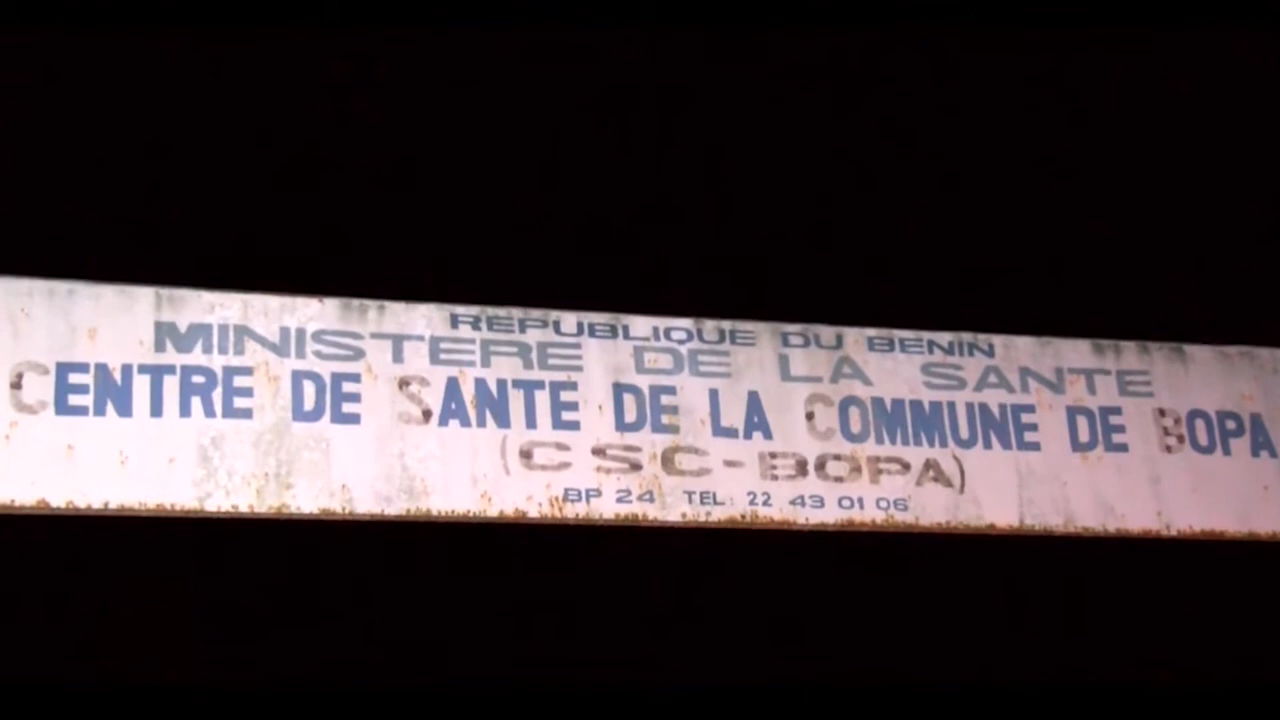 REPUBLIQUE DU BENIN
MINISTERE DE LA SANTE
CENTRE DE SANTE DE LA COMMUNE DE BOPA
(CSC-BOPA)
BP 24 TEL: 22 43 01 06